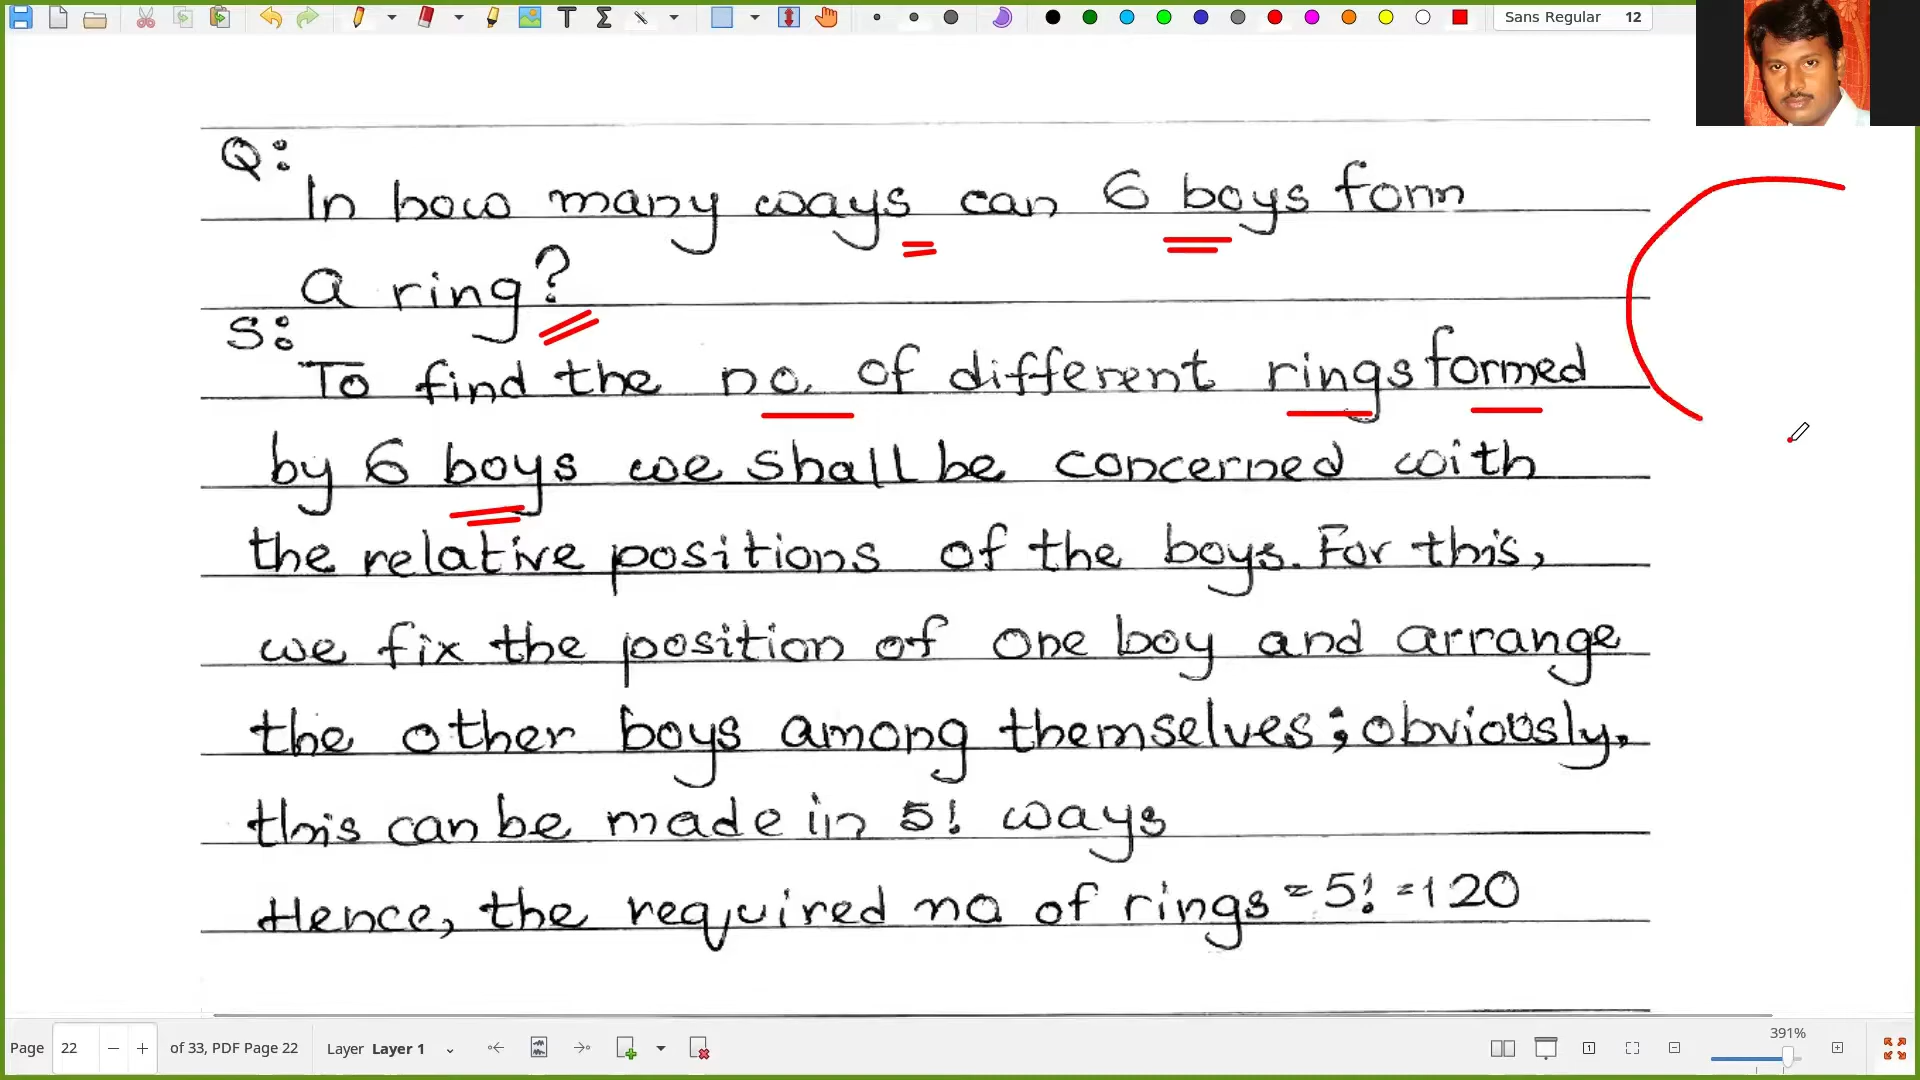 Sans Regular 12
Q:
In how many ways can 6 boys form
a ring?
S:
To find the no. of different rings formed
by 6 boys we shall be concerned with
the relative positions of the boys. For this,
we fix the position of one boy and arrange
the other boys among themselves; obviously,
this can be made in 5! ways
Hence, the required no of rings = 5! = 120
Page 22 of 33, PDF Page 22 Layer Layer 1 391%